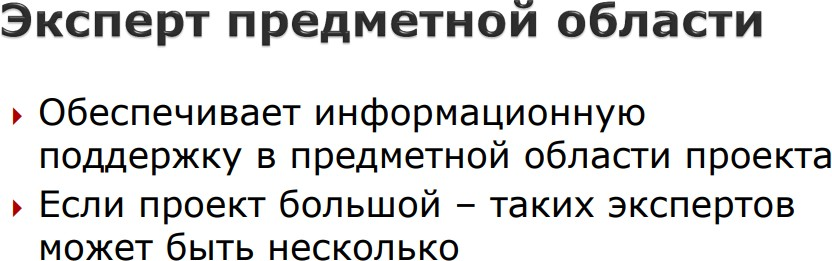 Эксперт предметной области
Обеспечивает информационную
поддержку в предметной области проекта
Если проект большой – таких экспертов
может быть несколько